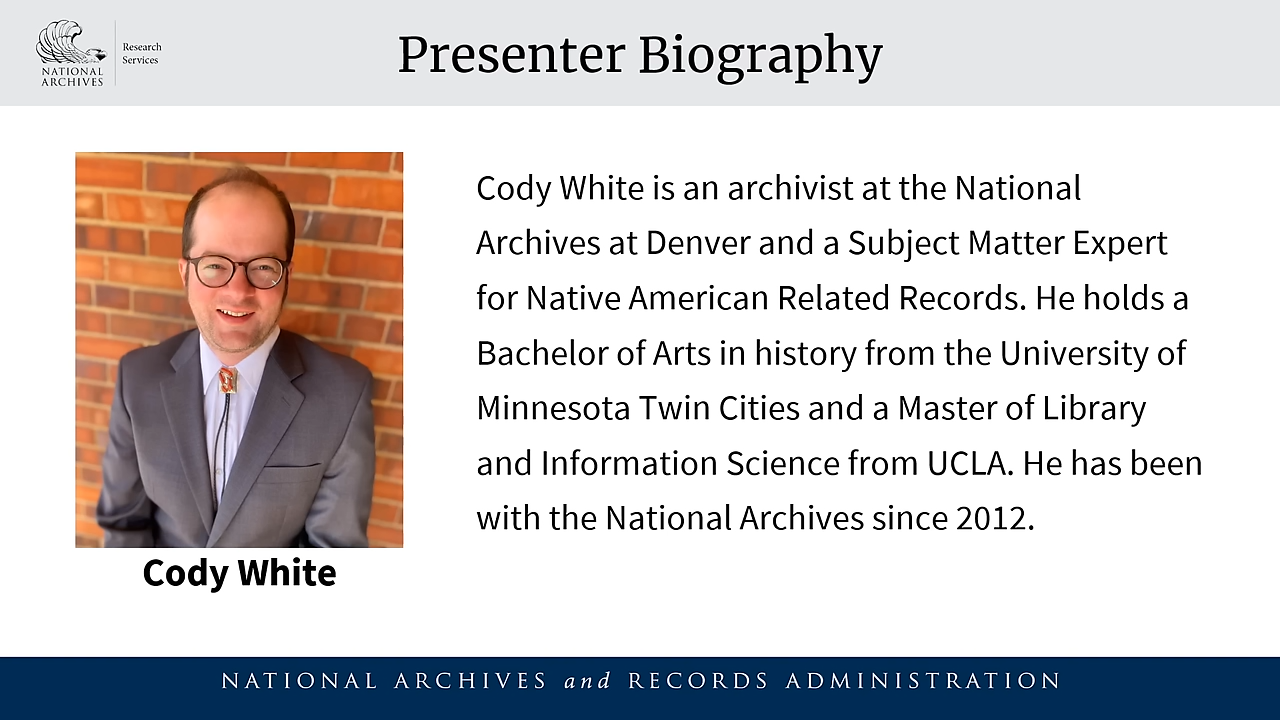 NATIONAL
ARCHIVES
Research
Services
Presenter Biography
Cody White is an archivist at the National
Archives at Denver and a Subject Matter Expert
for Native American Related Records. He holds a
Bachelor of Arts in history from the University of
Minnesota Twin Cities and a Master of Library
and Information Science from UCLA. He has been
with the National Archives since 2012.
Cody White
NATIONAL ARCHIVES and RECORDS ADMINISTRATION